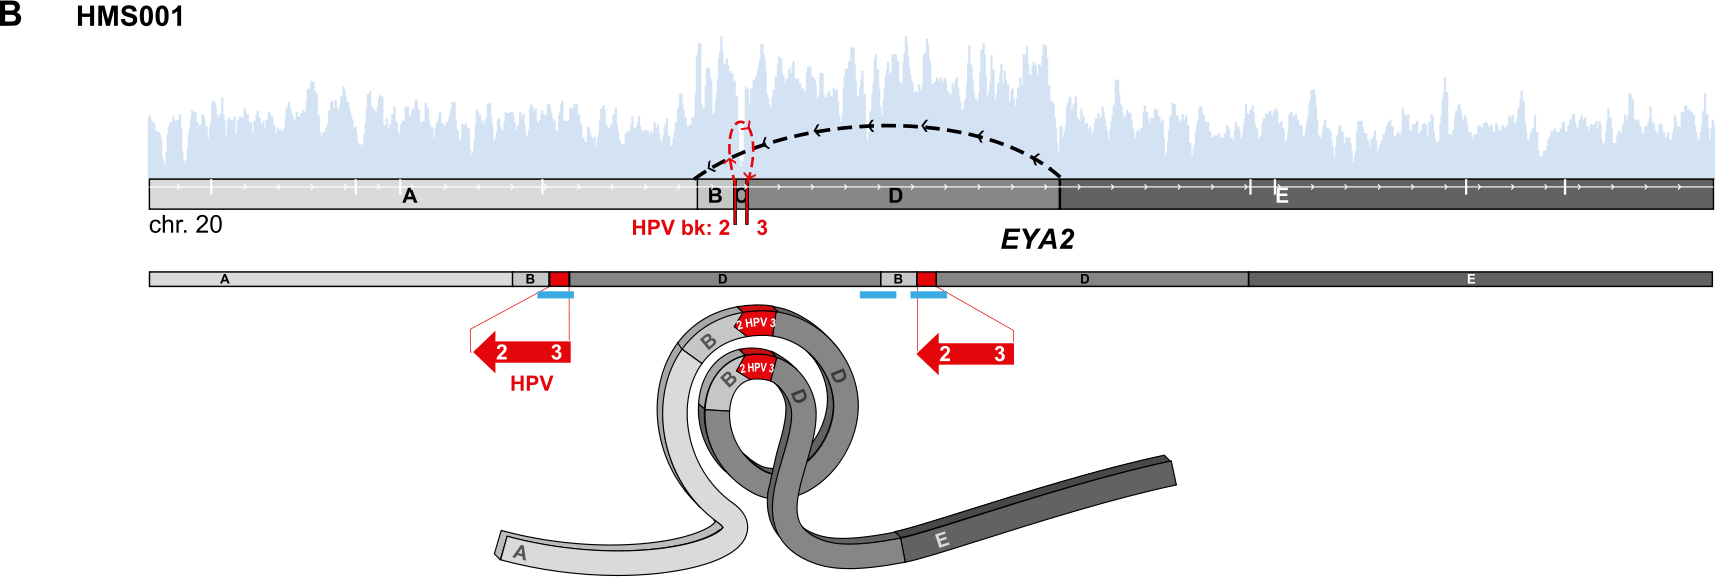 B HMS001
A B C D E
chr. 20
HPV bk: 2 3
EYA2
A B D B D E
2 3
HPV
2 3
2 HPV 3
B
D
2 HPV 3
B
D
A
E